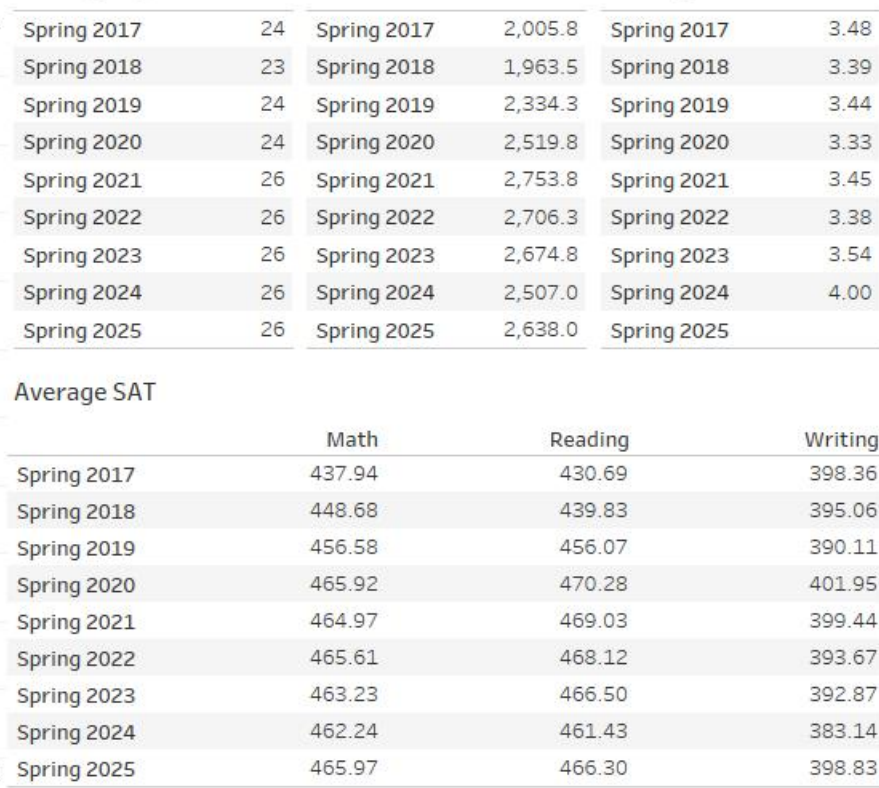 Spring 2017 24 Spring 2017 2,005.8 Spring 2017 3.48
Spring 2018 23 Spring 2018 1,963.5 Spring 2018 3.39
Spring 2019 24 Spring 2019 2,334.3 Spring 2019 3.44
Spring 2020 24 Spring 2020 2,519.8 Spring 2020 3.33
Spring 2021 26 Spring 2021 2,753.8 Spring 2021 3.45
Spring 2022 26 Spring 2022 2,706.3 Spring 2022 3.38
Spring 2023 26 Spring 2023 2,674.8 Spring 2023 3.54
Spring 2024 26 Spring 2024 2,507.0 Spring 2024 4.00
Spring 2025 26 Spring 2025 2,638.0 Spring 2025
Average SAT
Math Reading Writing
Spring 2017 437.94 430.69 398.36
Spring 2018 448.68 439.83 395.06
Spring 2019 456.58 456.07 390.11
Spring 2020 465.92 470.28 401.95
Spring 2021 464.97 469.03 399.44
Spring 2022 465.61 468.12 393.67
Spring 2023 463.23 466.50 392.87
Spring 2024 462.24 461.43 383.14
Spring 2025 465.97 466.30 398.83